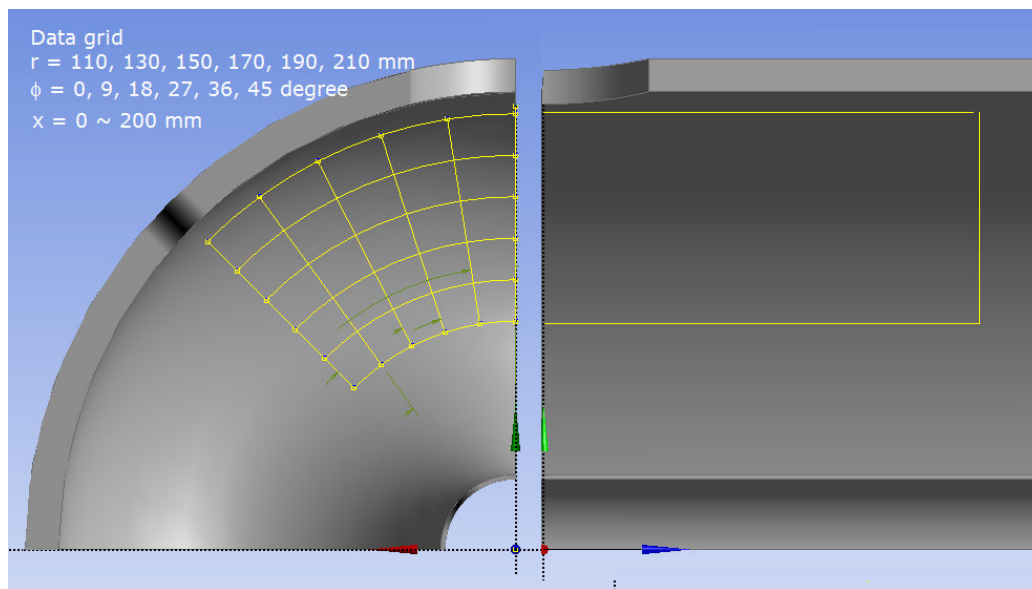 Data grid
r = 110, 130, 150, 170, 190, 210 mm
ϕ = 0, 9, 18, 27, 36, 45 degree
x = 0 ~ 200 mm